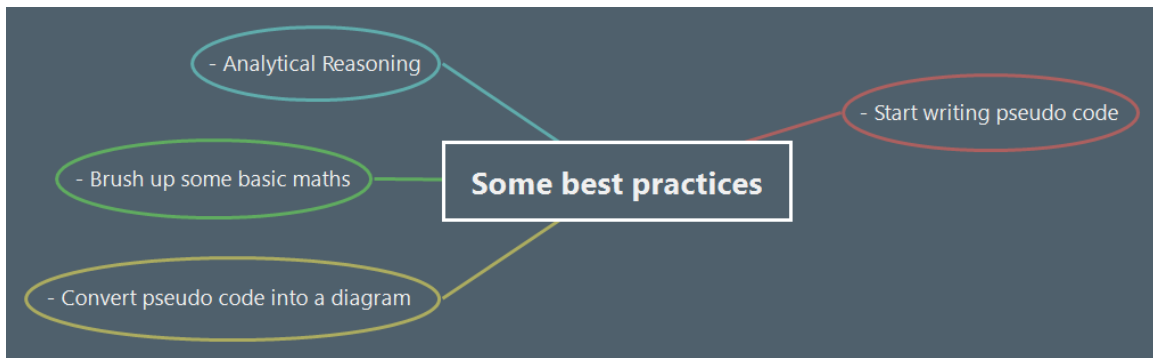 - Analytical Reasoning
- Start writing pseudo code
- Brush up some basic maths
Some best practices
- Convert pseudo code into a diagram